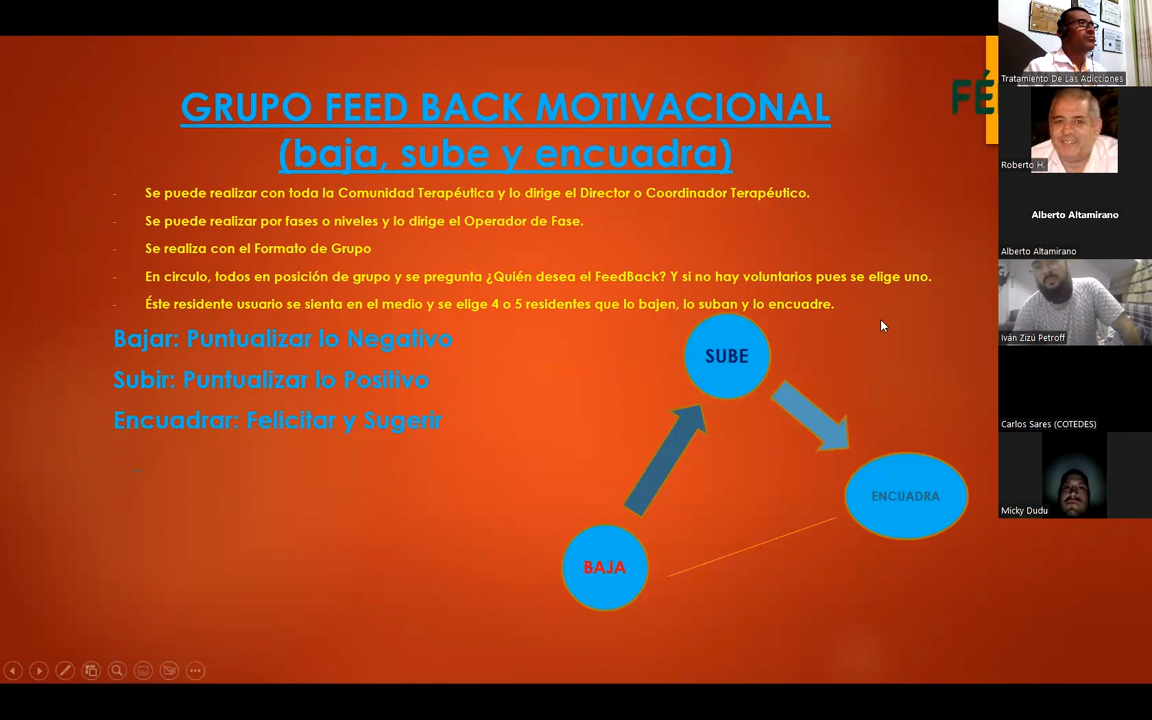 GRUPO FEED BACK MOTIVACIONAL
(baja, sube y encuadra)
FÉ
- Se puede realizar con toda la Comunidad Terapéutica y lo dirige el Director o Coordinador Terapéutico.
- Se puede realizar por fases o niveles y lo dirige el Operador de Fase.
- Se realiza con el Formato de Grupo
- En circulo, todos en posición de grupo y se pregunta ¿Quién desea el FeedBack? Y si no hay voluntarios pues se elige uno.
- Éste residente usuario se sienta en el medio y se elige 4 o 5 residentes que lo bajen, lo suban y lo encuadre.
Bajar: Puntualizar lo Negativo
Subir: Puntualizar lo Positivo
Encuadrar: Felicitar y Sugerir
SUBE
ENCUADRA
BAJA
Tratamiento De Las Adicciones
Roberto H.
Alberto Altamirano
Alberto Altamirano
Iván Zizú Petroff
Carlos Sares (COTEDES)
Micky Dudu